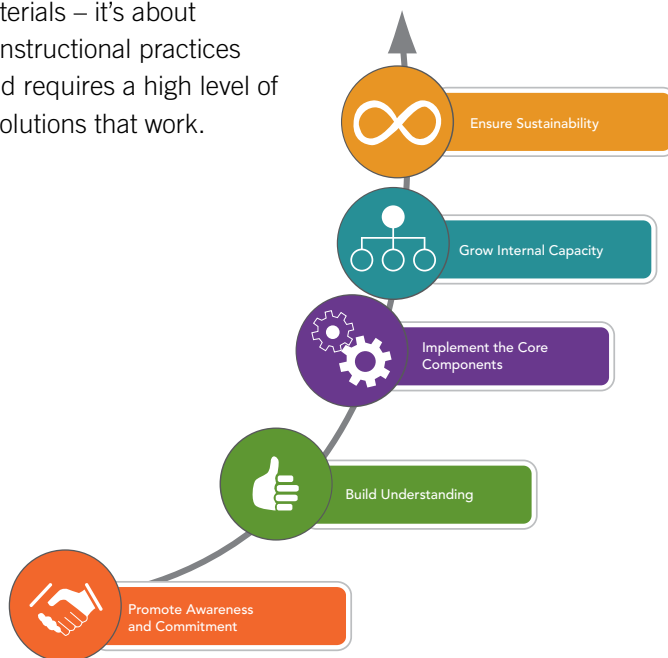 terials – it's about
nstructional practices
d requires a high level of
olutions that work.
Ensure Sustainability
Grow Internal Capacity
Implement the Core
Components
Build Understanding
Promote Awareness
and Commitment